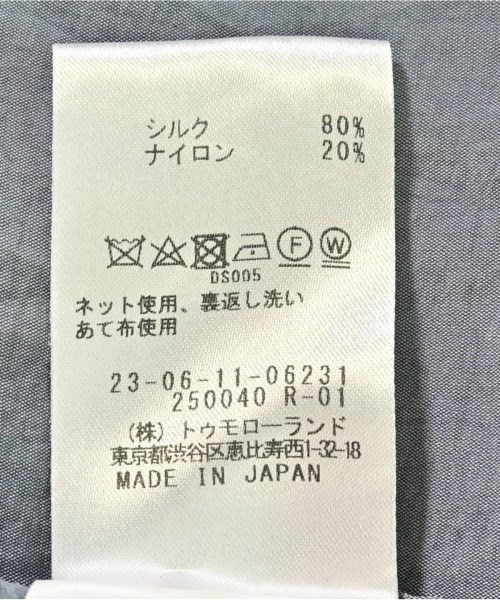 シルク 80%
ナイロン 20%
F W
DS005
ネット使用、裏返し洗い
あて布使用
23-06-11-06231
250040 R-01
(株)トゥモローランド
東京都渋谷区恵比寿西1-32-18
MADE IN JAPAN